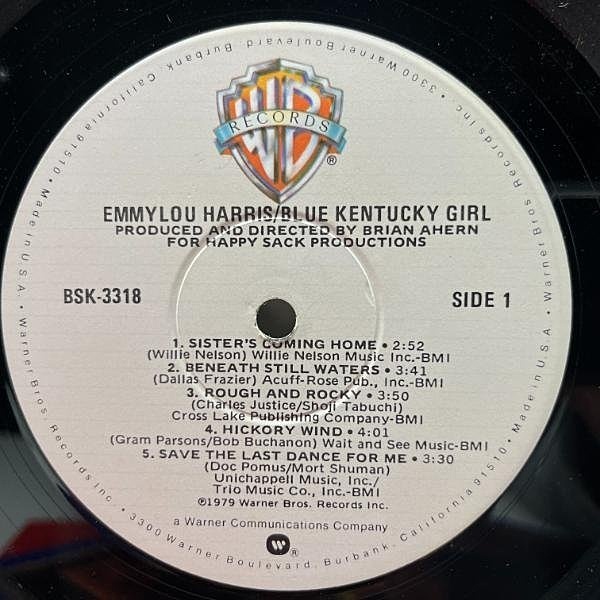 WB
RECORDS
®
EMMYLOU HARRIS/BLUE KENTUCKY GIRL
PRODUCED AND DIRECTED BY BRIAN AHERN
FOR HAPPY SACK PRODUCTIONS
BSK-3318
SIDE 1
1. SISTER'S COMING HOME • 2:52
(Willie Nelson) Willie Nelson Music Inc.-BMI
2. BENEATH STILL WATERS • 3:41
(Dallas Frazier) Acuff-Rose Pub., Inc.-BMI
3. ROUGH AND ROCKY • 3:50
(Charles Justice/Shoji Tabuchi)
Cross Lake Publishing Company-BMI
4. HICKORY WIND • 4:01
(Gram Parsons/Bob Buchanon) Wait and See Music-BMI
5. SAVE THE LAST DANCE FOR ME • 3:30
(Doc Pomus/Mort Shuman)
Unichappell Music, Inc./
Trio Music Co., Inc.-BMI
℗1979 Warner Bros. Records Inc.
a Warner Communications Company
W®
Warner Bros. Records Inc. • 3300 Warner Boulevard, Burbank, California 91510 • Made in U.S.A. • Warner Bros. Records Inc. • 3300 Warner Boulevard, Burbank, California 91510 • Made in U.S.A. •